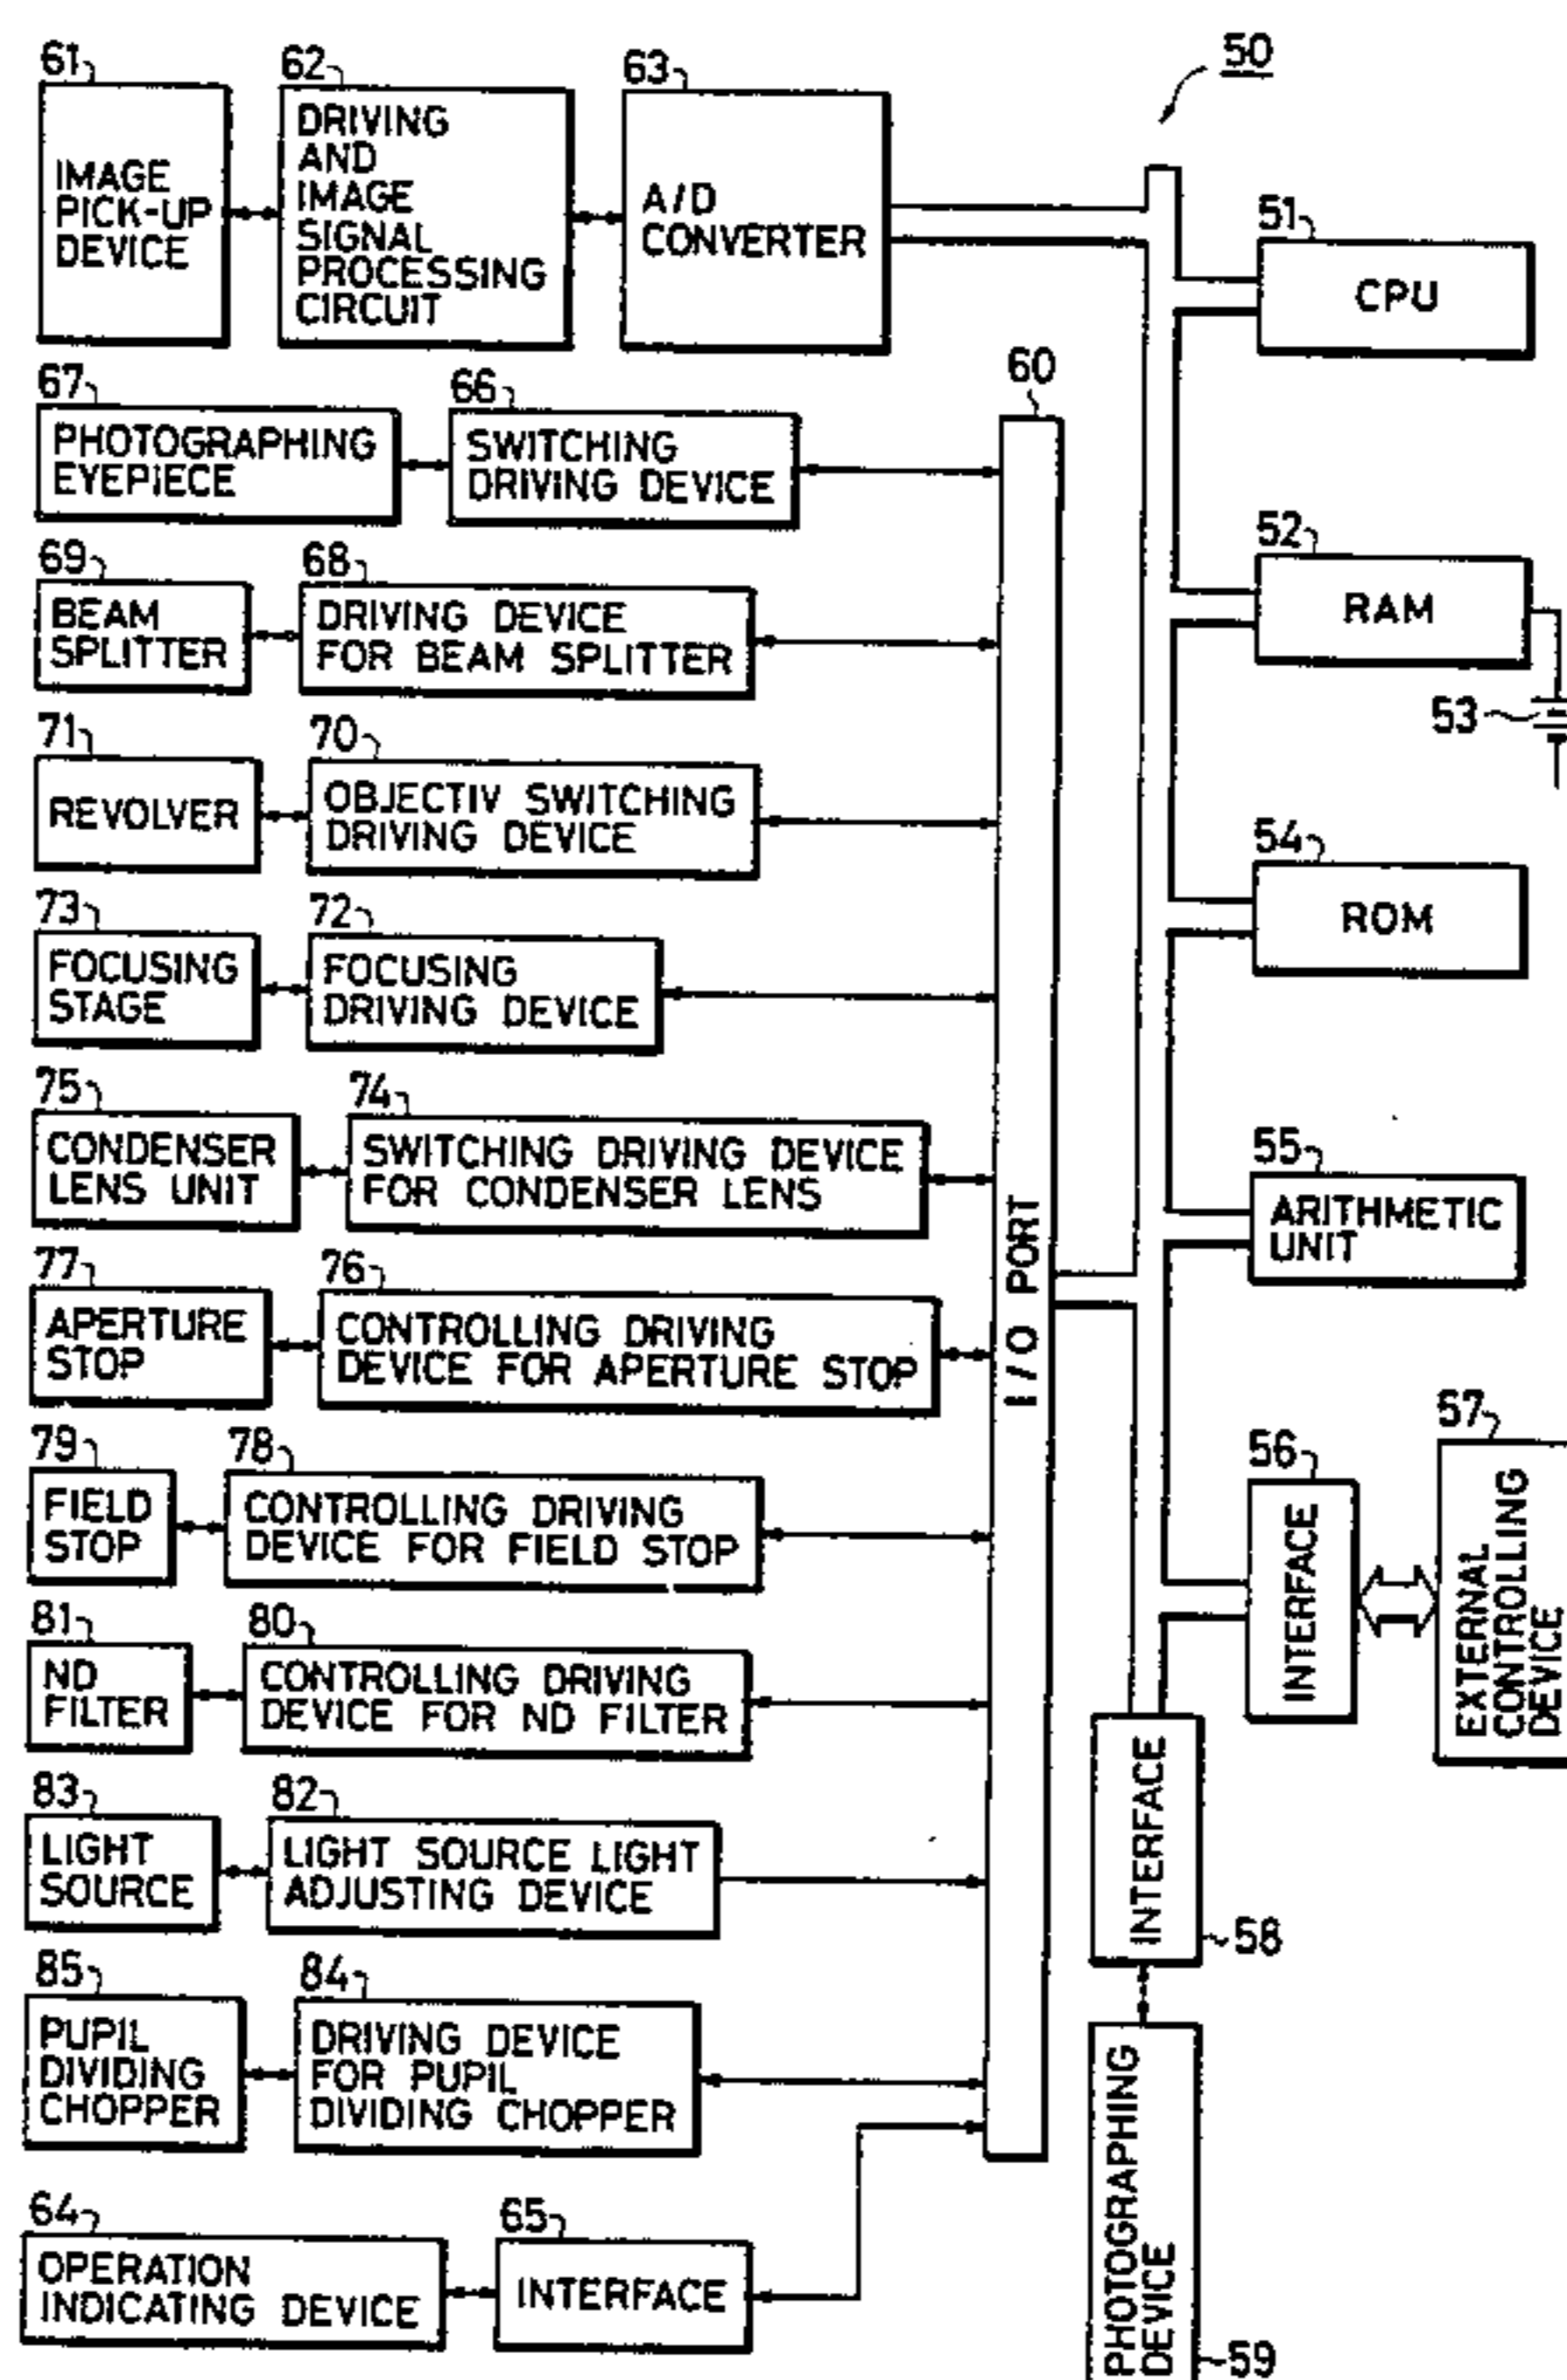 50
61
IMAGE
PICK-UP
DEVICE
62
DRIVING
AND
IMAGE
SIGNAL
PROCESSING
CIRCUIT
63
A/D
CONVERTER
51
CPU
67
PHOTOGRAPHING
EYEPIECE
66
SWITCHING
DRIVING DEVICE
60
I/O PORT
52
RAM
53
69
BEAM
SPLITTER
68
DRIVING DEVICE
FOR BEAM SPLITTER
71
REVOLVER
70
OBJECTIV SWITCHING
DRIVING DEVICE
54
ROM
73
FOCUSING
STAGE
72
FOCUSING
DRIVING DEVICE
75
CONDENSER
LENS UNIT
74
SWITCHING DRIVING DEVICE
FOR CONDENSER LENS
55
ARITHMETIC
UNIT
77
APERTURE
STOP
76
CONTROLLING DRIVING
DEVICE FOR APERTURE STOP
79
FIELD
STOP
78
CONTROLLING DRIVING
DEVICE FOR FIELD STOP
56
INTERFACE
57
EXTERNAL
CONTROLLING
DEVICE
81
ND
FILTER
80
CONTROLLING DRIVING
DEVICE FOR ND FILTER
83
LIGHT
SOURCE
82
LIGHT SOURCE LIGHT
ADJUSTING DEVICE
INTERFACE
58
85
PUPIL
DIVIDING
CHOPPER
84
DRIVING DEVICE
FOR PUPIL
DIVIDING CHOPPER
64
OPERATION
INDICATING DEVICE
65
INTERFACE
PHOTOGRAPHING
DEVICE
59